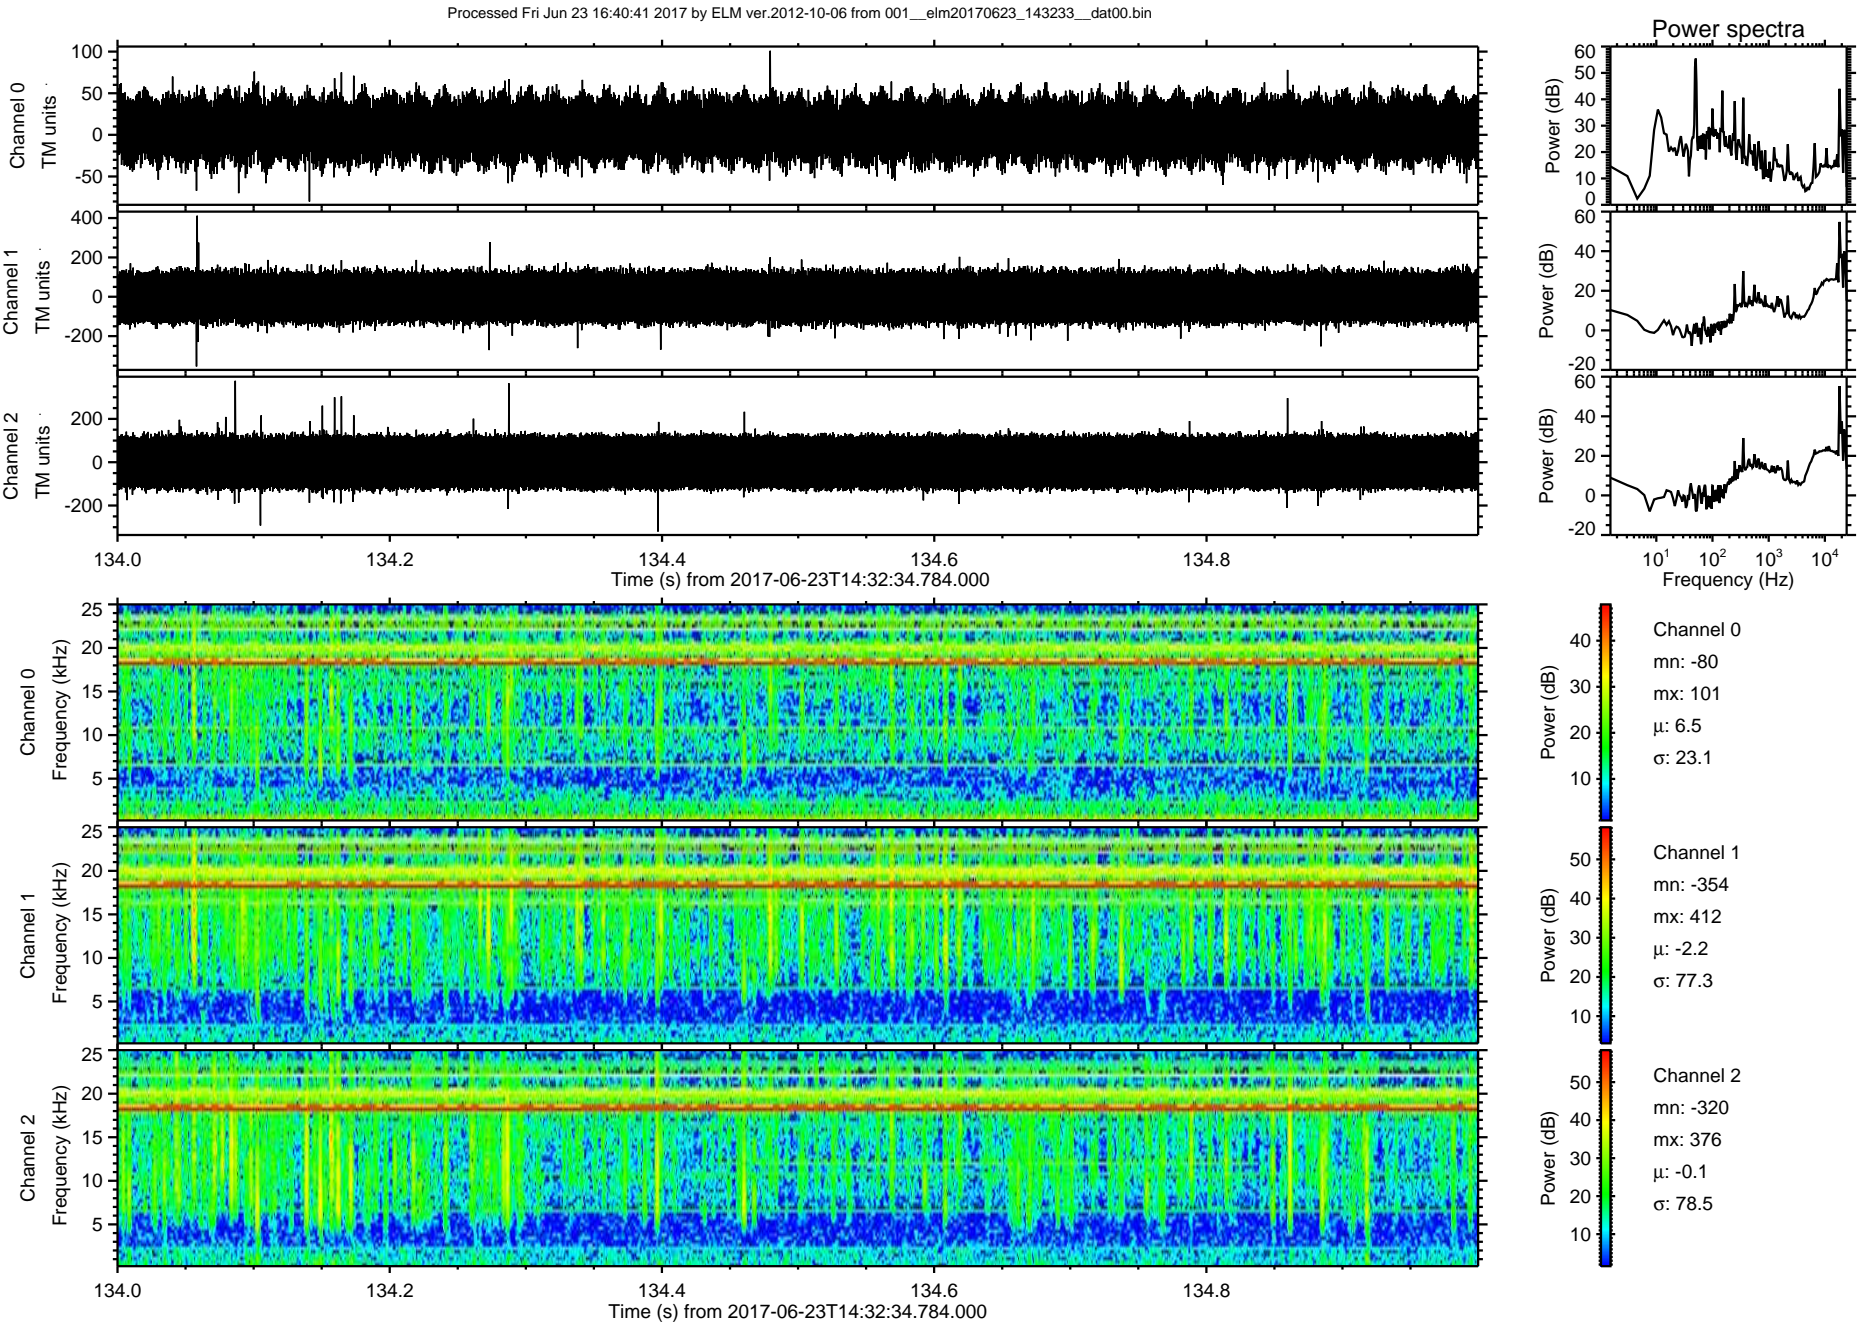 Processed Fri Jun 23 16:40:41 2017 by ELM ver.2012-10-06 from 001__elm20170623_143233__dat00.bin
Power spectra
Channel 0
TM units
100
50
0
-50
Power (dB)
60
50
40
30
20
10
0
Channel 1
TM units
400
200
0
-200
Power (dB)
60
40
20
0
-20
Channel 2
TM units
200
0
-200
Power (dB)
60
40
20
0
-20
134.0
134.2
134.4
134.6
134.8
Time (s) from 2017-06-23T14:32:34.784.000
10¹
10²
10³
10⁴
Frequency (Hz)
Channel 0
Frequency (kHz)
25
20
15
10
5
Power (dB)
40
30
20
10
Channel 0
mn: -80
mx: 101
μ: 6.5
σ: 23.1
Channel 1
Frequency (kHz)
25
20
15
10
5
Power (dB)
50
40
30
20
10
Channel 1
mn: -354
mx: 412
μ: -2.2
σ: 77.3
Channel 2
Frequency (kHz)
25
20
15
10
5
Power (dB)
50
40
30
20
10
Channel 2
mn: -320
mx: 376
μ: -0.1
σ: 78.5
134.0
134.2
134.4
134.6
134.8
Time (s) from 2017-06-23T14:32:34.784.000